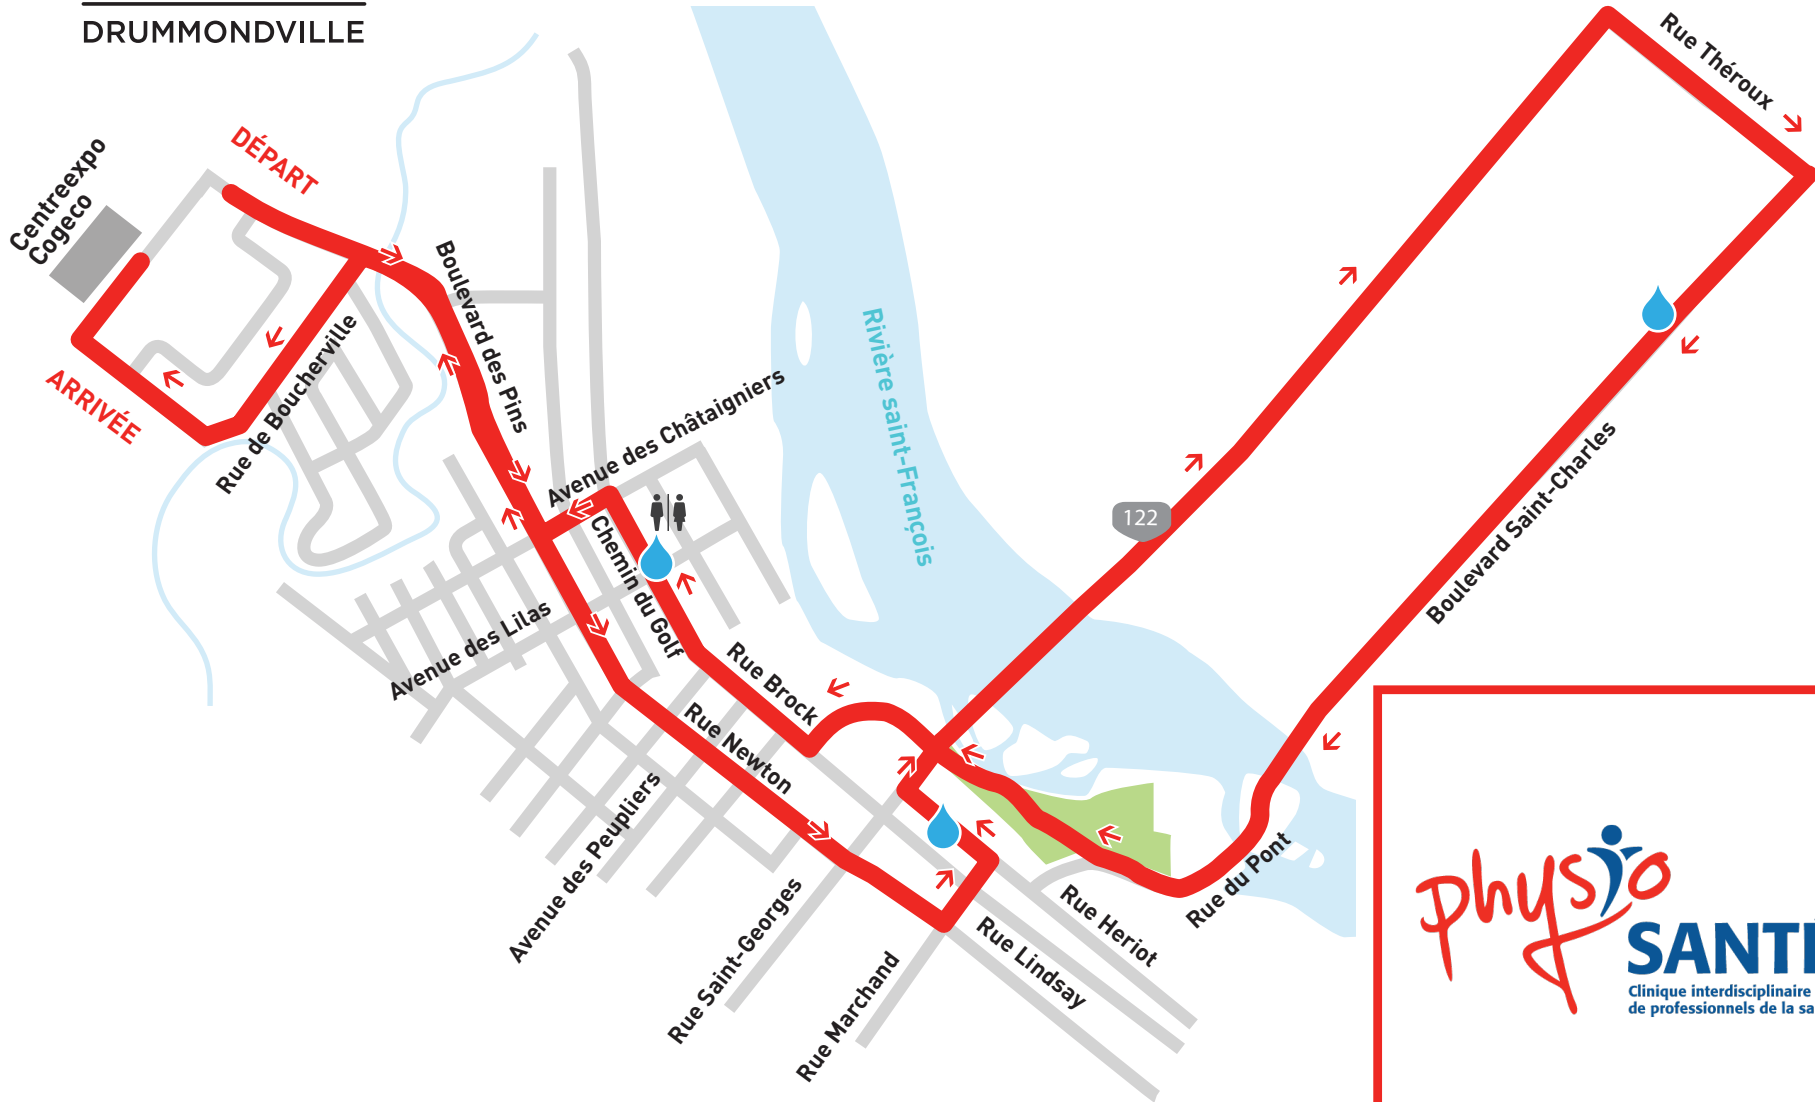 DRUMMONDVILLE
Rue Théroux
DÉPART
Centreexpo
Cogeco
Boulevard des Pins
Rivière saint-François
Rue de Boucherville
ARRIVÉE
Avenue des Châtaigniers
122
Boulevard Saint-Charles
Chemin du Golf
Avenue des Lilas
Rue Brock
Rue Newton
Avenue des Peupliers
Rue du Pont
Rue Heriot
Rue Saint-Georges
Rue Lindsay
Rue Marchand
physio
SANTÉ
Clinique interdisciplinaire
de professionnels de la sa